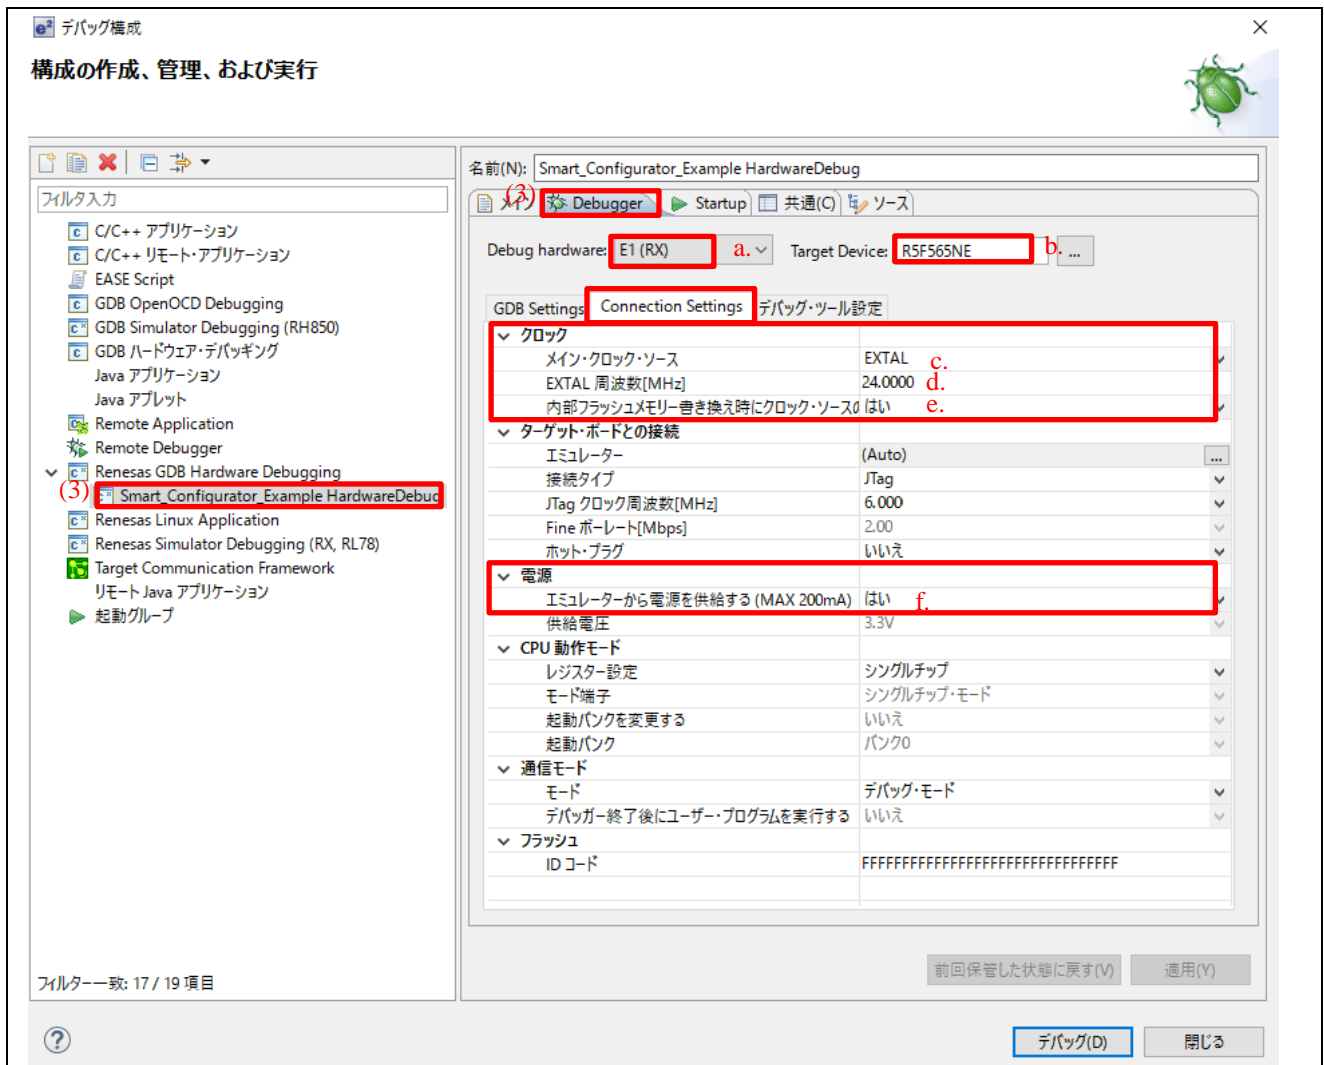 e² デバッグ構成
構成の作成、管理、および実行
フィルタ入力
C/C++ アプリケーション
C/C++ リモート・アプリケーション
EASE Script
GDB OpenOCD Debugging
GDB Simulator Debugging (RH850)
GDB ハードウェア・デバッギング
Java アプリケーション
Java アプレット
Remote Application
Remote Debugger
Renesas GDB Hardware Debugging
(3) Smart_Configurator_Example HardwareDebug
Renesas Linux Application
Renesas Simulator Debugging (RX, RL78)
Target Communication Framework
リモート Java アプリケーション
起動グループ
フィルター一致: 17 / 19 項目
名前(N): Smart_Configurator_Example HardwareDebug
メイン (3) Debugger Startup 共通(C) ソース
Debug hardware: E1 (RX) a. Target Device: R5F565NE b. ...
GDB Settings Connection Settings デバッグ・ツール設定
クロック
メイン・クロック・ソース EXTAL c.
EXTAL 周波数[MHz] 24.0000 d.
内部フラッシュメモリー書き換え時にクロック・ソースの はい e.
ターゲット・ボードとの接続
エミュレーター (Auto) ...
接続タイプ JTag
JTag クロック周波数[MHz] 6.000
Fine ボーレート[Mbps] 2.00
ホット・プラグ いいえ
電源
エミュレーターから電源を供給する (MAX 200mA) はい f.
供給電圧 3.3V
CPU 動作モード
レジスター設定 シングルチップ
モード端子 シングルチップ・モード
起動バンクを変更する いいえ
起動バンク バンク0
通信モード
モード デバッグ・モード
デバッガー終了後にユーザー・プログラムを実行する いいえ
フラッシュ
ID コード FFFFFFFFFFFFFFFFFFFFFFFFFFFFFFFF
前回保管した状態に戻す(V) 適用(Y)
? デバッグ(D) 閉じる